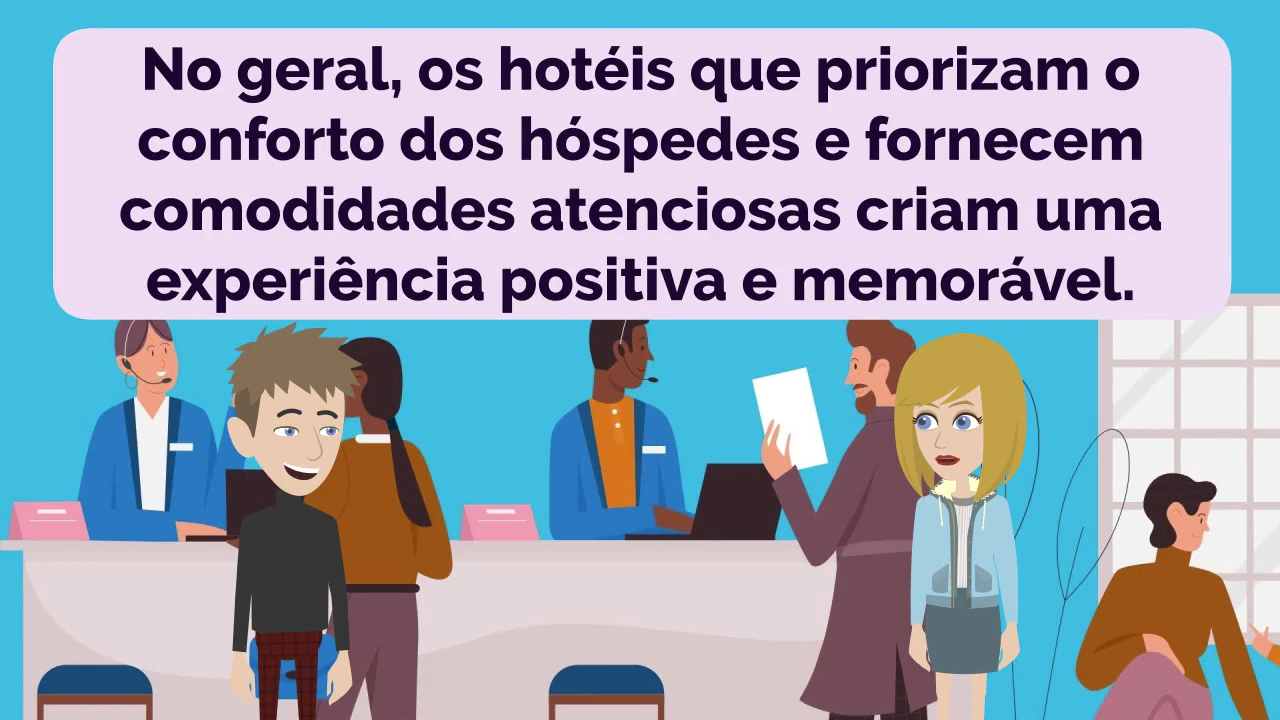 No geral, os hotéis que priorizam o
conforto dos hóspedes e fornecem
comodidades atenciosas criam uma
experiência positiva e memorável.